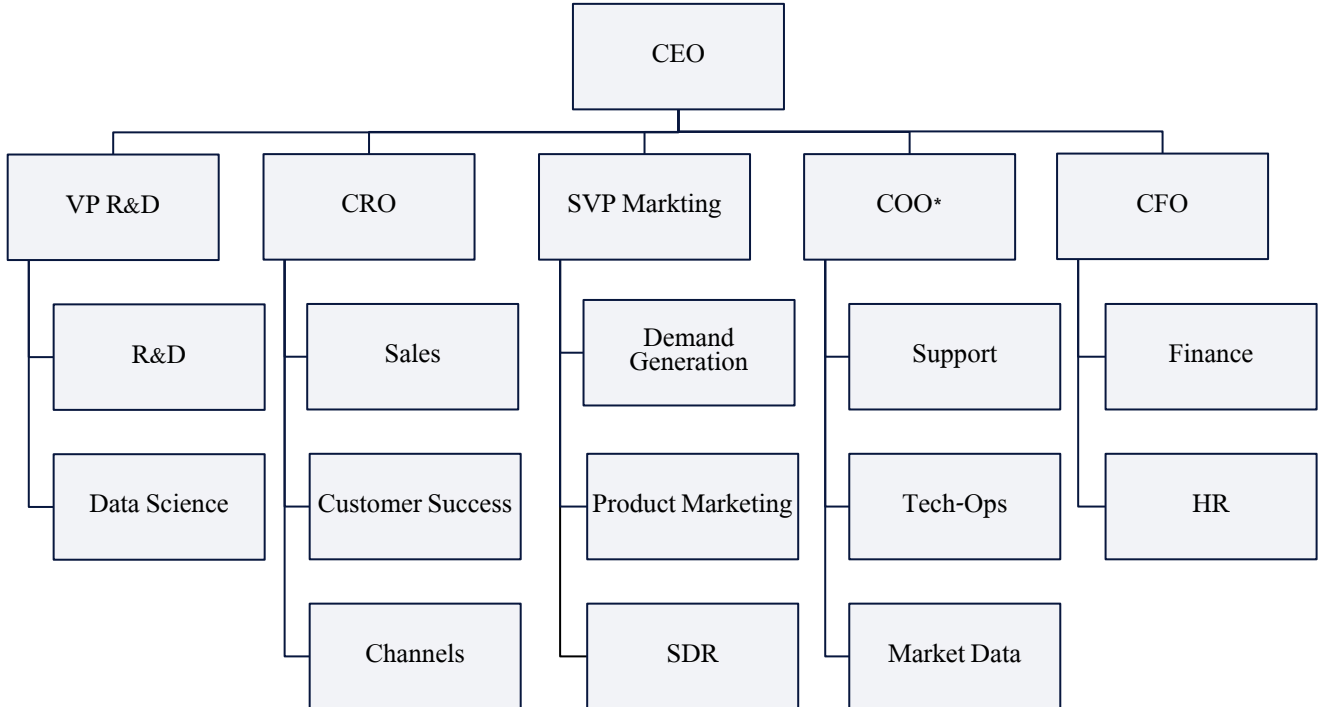 CEO
VP R&D
CRO
SVP Markting
COO*
CFO
R&D
Sales
Demand
Generation
Support
Finance
Data Science
Customer Success
Product Marketing
Tech-Ops
HR
Channels
SDR
Market Data